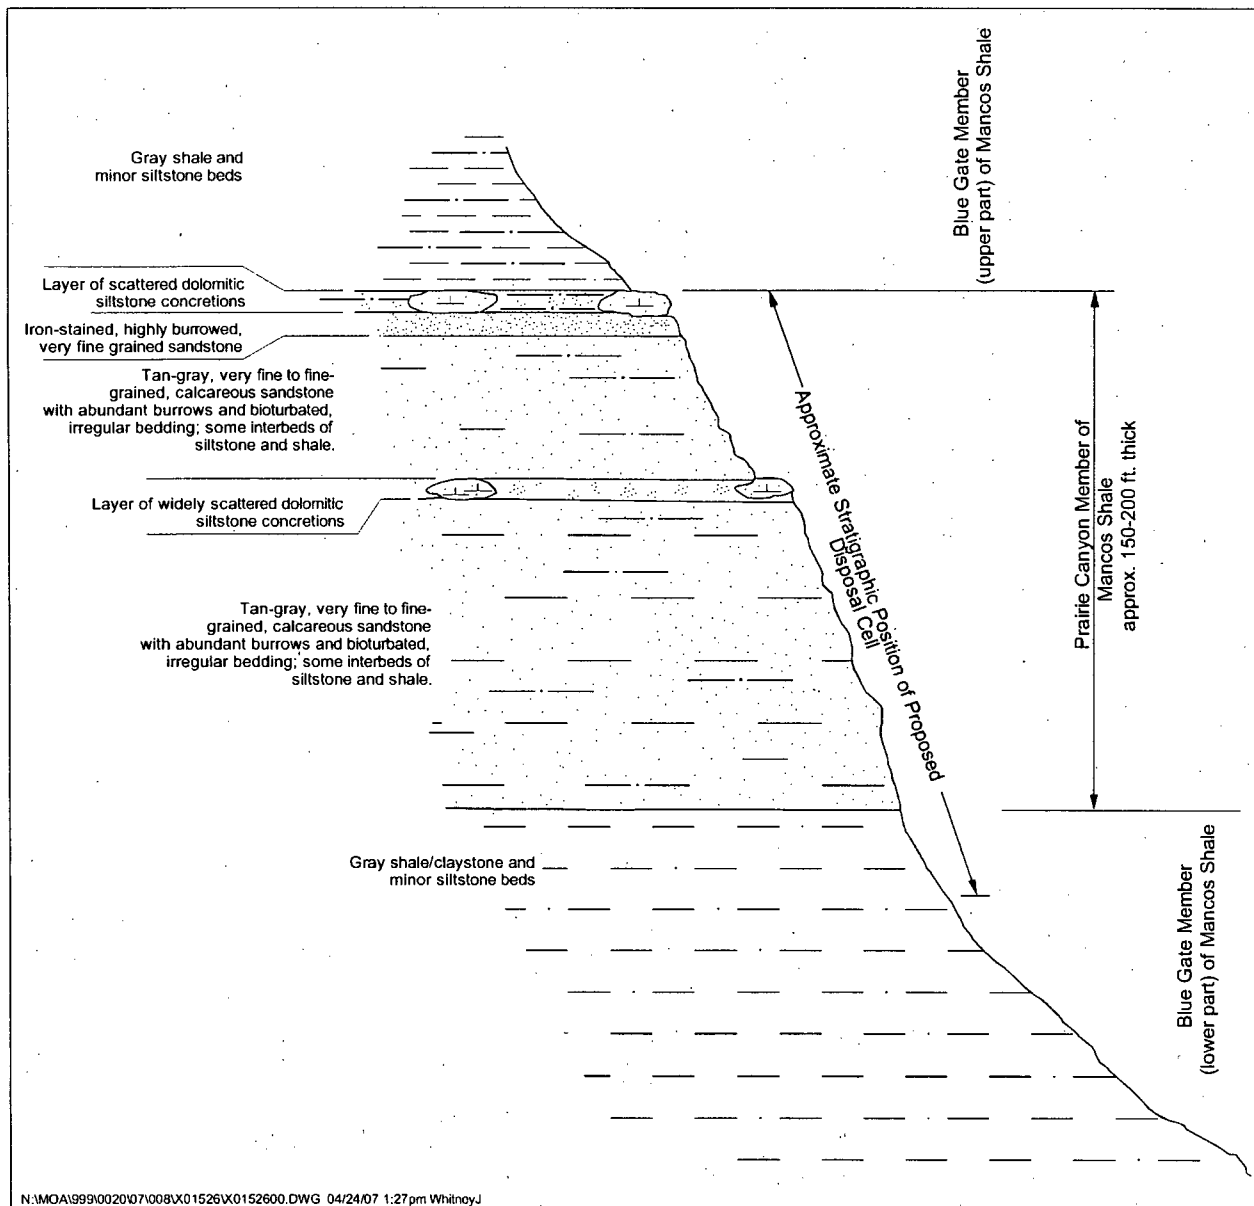 Blue Gate Member
(upper part) of Mancos Shale
Gray shale and
minor siltstone beds
Layer of scattered dolomitic
siltstone concretions
Iron-stained, highly burrowed,
very fine grained sandstone
Tan-gray, very fine to fine-
grained, calcareous sandstone
with abundant burrows and bioturbated,
irregular bedding; some interbeds of
siltstone and shale.
Layer of widely scattered dolomitic
siltstone concretions
Approximate Stratigraphic Position of Proposed
Disposal Cell
Prairie Canyon Member of
Mancos Shale
approx. 150-200 ft. thick
Tan-gray, very fine to fine-
grained, calcareous sandstone
with abundant burrows and bioturbated,
irregular bedding; some interbeds of
siltstone and shale.
Gray shale/claystone and
minor siltstone beds
Blue Gate Member
(lower part) of Mancos Shale
N:\MOA\999\0020\07\008\X01526\X0152600.DWG 04/24/07 1:27pm WhitneyJ